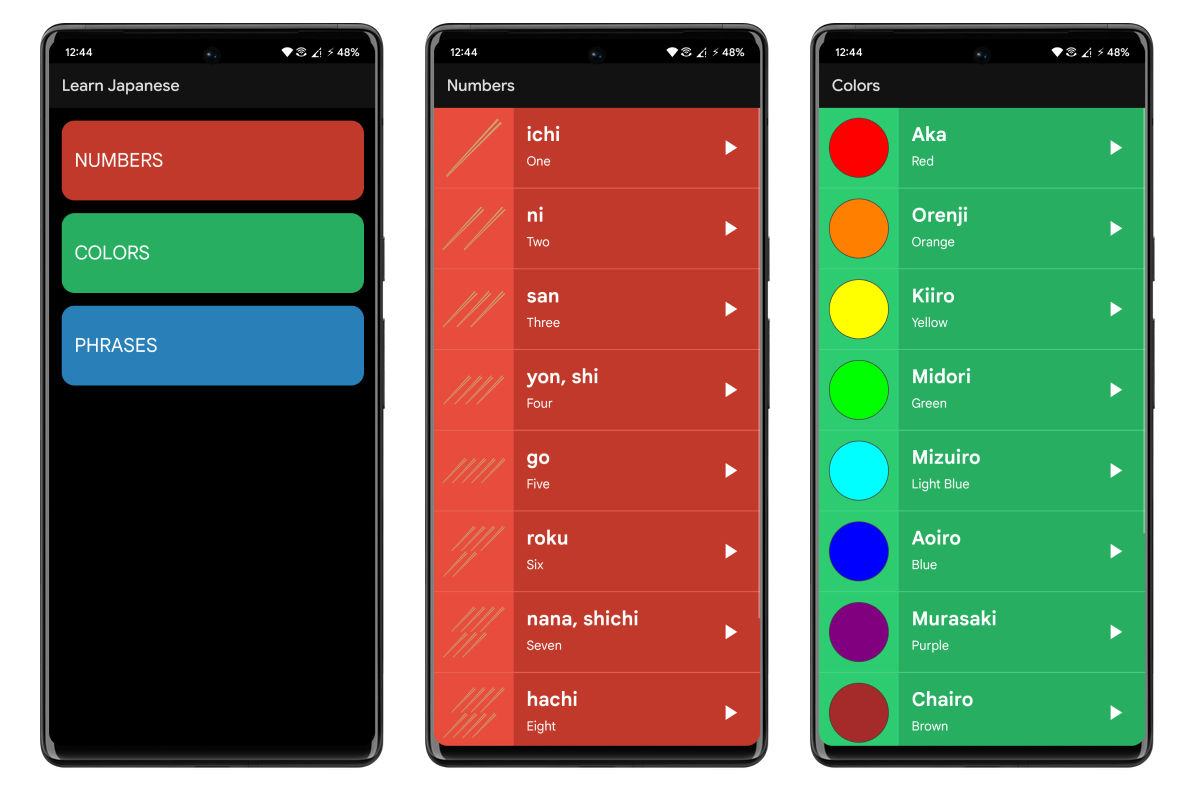 12:44
48%
Learn Japanese
NUMBERS
COLORS
PHRASES
12:44
48%
Numbers
ichi
One
ni
Two
san
Three
yon, shi
Four
go
Five
roku
Six
nana, shichi
Seven
hachi
Eight
12:44
48%
Colors
Aka
Red
Orenji
Orange
Kiiro
Yellow
Midori
Green
Mizuiro
Light Blue
Aoiro
Blue
Murasaki
Purple
Chairo
Brown